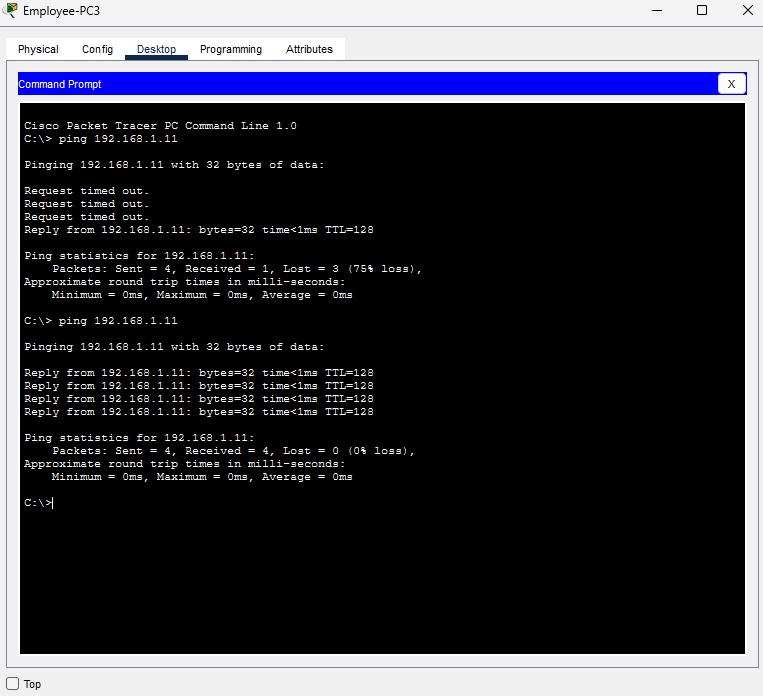 Employee-PC3
Physical Config Desktop Programming Attributes
Command Prompt X
Cisco Packet Tracer PC Command Line 1.0
C:\> ping 192.168.1.11
Pinging 192.168.1.11 with 32 bytes of data:
Request timed out.
Request timed out.
Request timed out.
Reply from 192.168.1.11: bytes=32 time<1ms TTL=128
Ping statistics for 192.168.1.11:
Packets: Sent = 4, Received = 1, Lost = 3 (75% loss),
Approximate round trip times in milli-seconds:
Minimum = 0ms, Maximum = 0ms, Average = 0ms
C:\> ping 192.168.1.11
Pinging 192.168.1.11 with 32 bytes of data:
Reply from 192.168.1.11: bytes=32 time<1ms TTL=128
Reply from 192.168.1.11: bytes=32 time<1ms TTL=128
Reply from 192.168.1.11: bytes=32 time<1ms TTL=128
Reply from 192.168.1.11: bytes=32 time<1ms TTL=128
Ping statistics for 192.168.1.11:
Packets: Sent = 4, Received = 4, Lost = 0 (0% loss),
Approximate round trip times in milli-seconds:
Minimum = 0ms, Maximum = 0ms, Average = 0ms
C:\>
Top